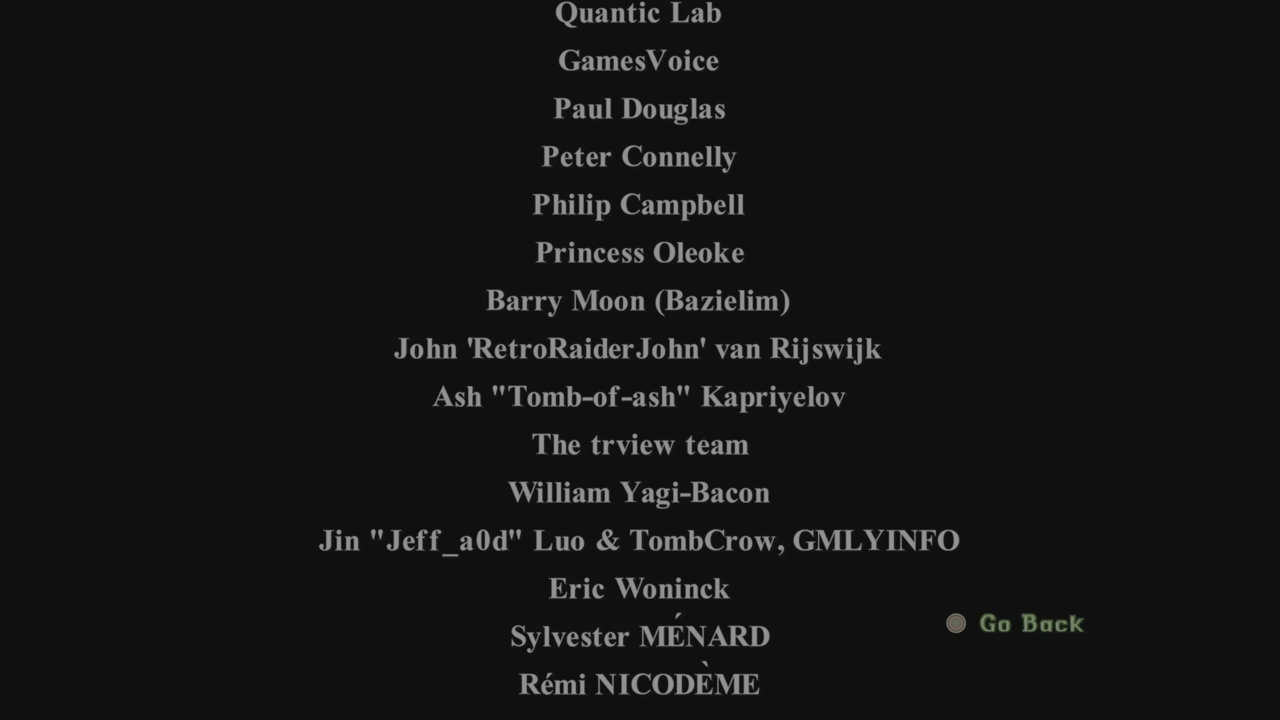 Quantic Lab
GamesVoice
Paul Douglas
Peter Connelly
Philip Campbell
Princess Oleoke
Barry Moon (Bazielim)
John 'RetroRaiderJohn' van Rijswijk
Ash "Tomb-of-ash" Kapriyelov
The trview team
William Yagi-Bacon
Jin "Jeff_a0d" Luo & TombCrow, GMLYINFO
Eric Woninck
Go Back
Sylvester MÉNARD
Rémi NICODÈME